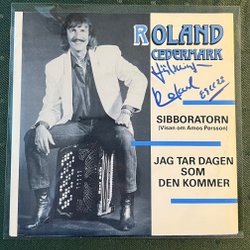 ROLAND
CEDERMARK
SIBBORATORN
(Visan om Amos Persson)
JAG TAR DAGEN
SOM
DEN KOMMER